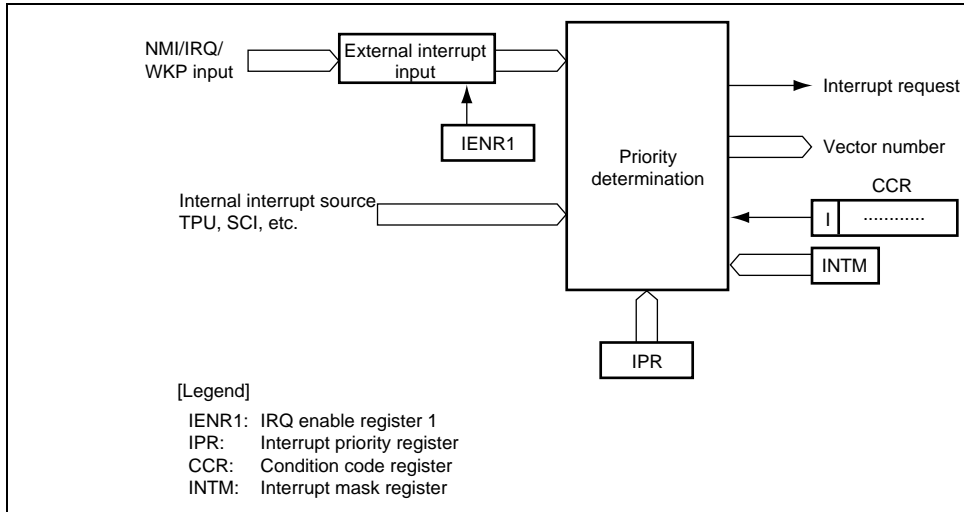 NMI/IRQ/
WKP input
External interrupt
input
IENR1
Internal interrupt source
TPU, SCI, etc.
Priority
determination
Interrupt request
Vector number
CCR
I ............
INTM
IPR
[Legend]
IENR1: IRQ enable register 1
IPR: Interrupt priority register
CCR: Condition code register
INTM: Interrupt mask register